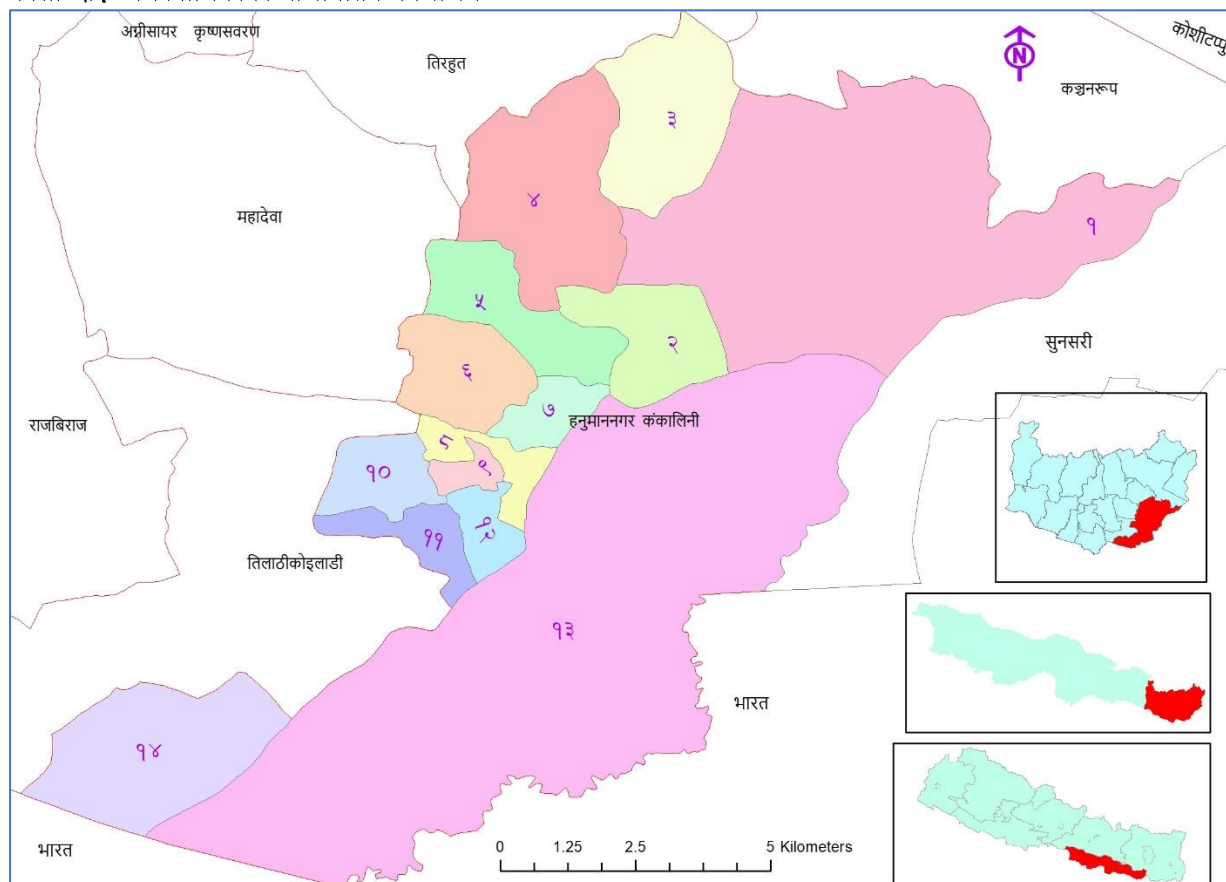 अग्नीसायर कृष्णसवरण
तिरहुत
कोशीटप्पु
N
कञ्चनरूप
३
४
१
महादेवा
५
२
सुनसरी
६
७
हनुमाननगर कंकालिनी
राजबिराज
८
९
१०
११
१२
तिलाठीकोइलाडी
१३
भारत
१४
भारत
0 1.25 2.5 5 Kilometers